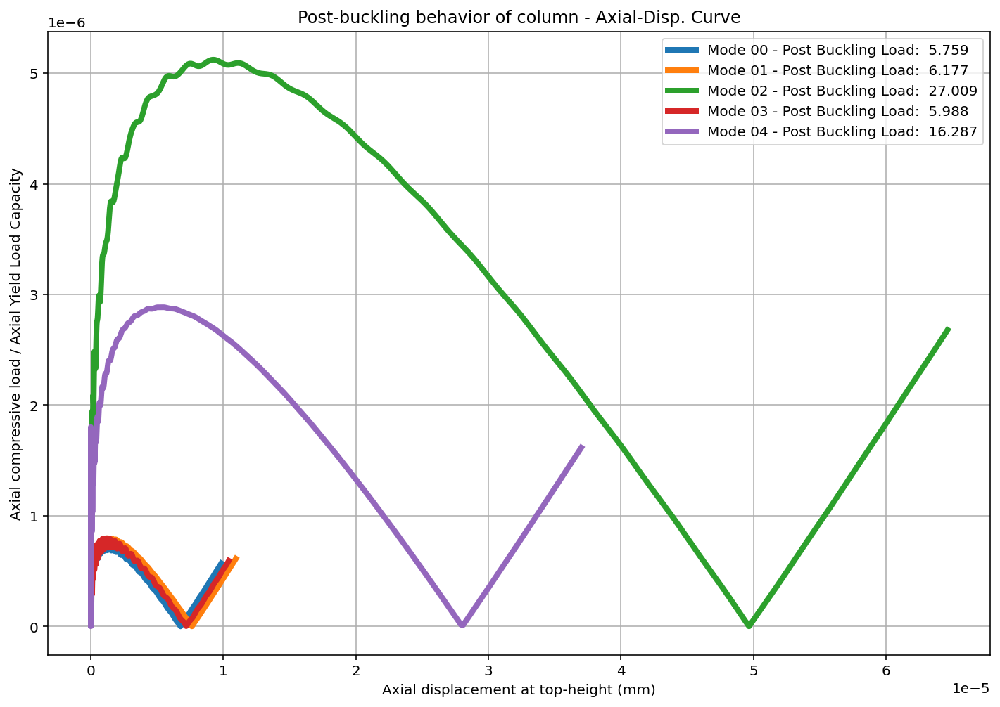 Post-buckling behavior of column - Axial-Disp. Curve
1e−6
Mode 00 - Post Buckling Load:  5.759
Mode 01 - Post Buckling Load:  6.177
Mode 02 - Post Buckling Load:  27.009
Mode 03 - Post Buckling Load:  5.988
Mode 04 - Post Buckling Load:  16.287
Axial compressive load / Axial Yield Load Capacity
5
4
3
2
1
0
0 1 2 3 4 5 6
1e−5
Axial displacement at top-height (mm)